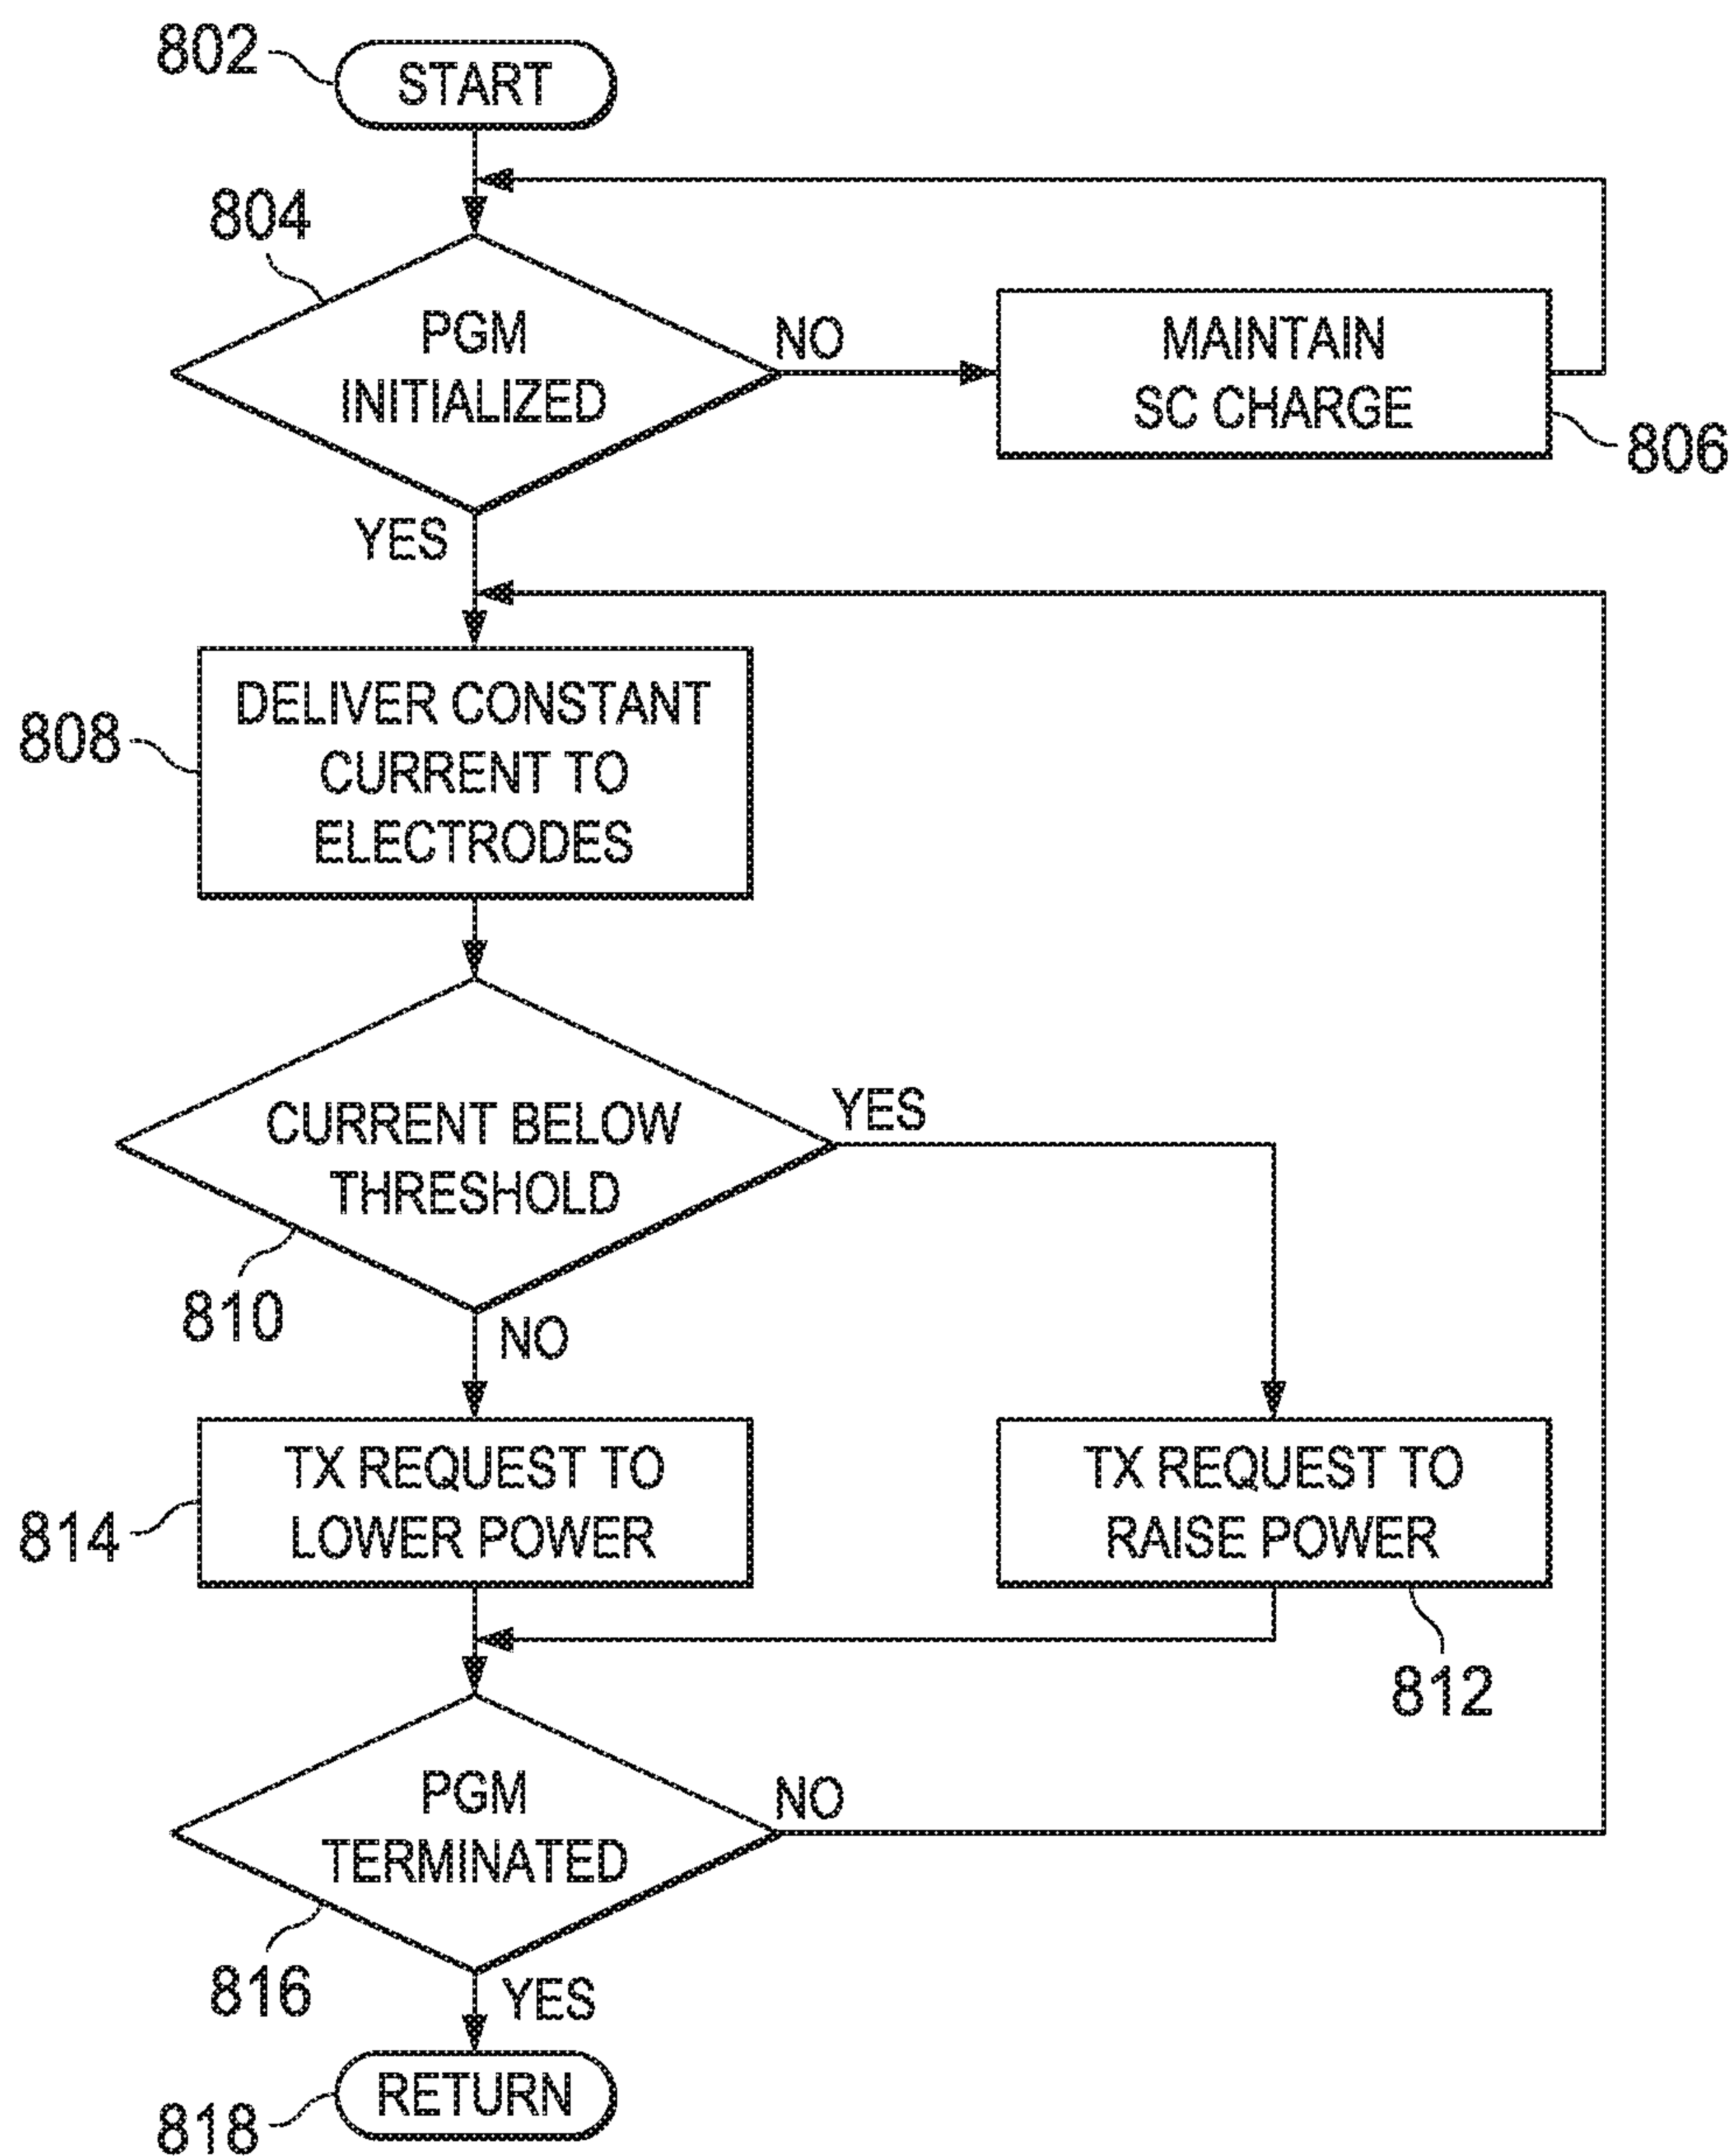 802
START
804
PGM
INITIALIZED
NO
MAINTAIN
SC CHARGE
806
YES
808
DELIVER CONSTANT
CURRENT TO
ELECTRODES
CURRENT BELOW
THRESHOLD
YES
810
NO
814
TX REQUEST TO
LOWER POWER
TX REQUEST TO
RAISE POWER
812
PGM
TERMINATED
NO
816
YES
818
RETURN